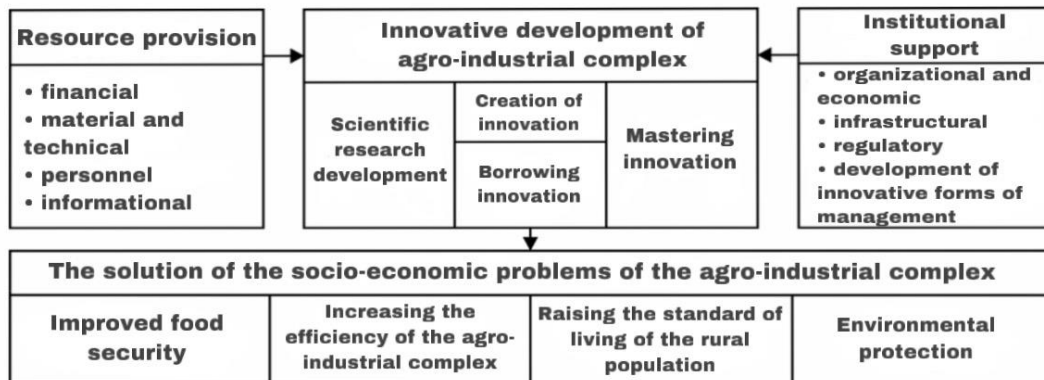 Resource provision
• financial
• material and
technical
• personnel
• informational
Innovative development of
agro-industrial complex
Scientific
research
development
Creation of
innovation
Borrowing
innovation
Mastering
innovation
Institutional
support
• organizational and
economic
• infrastructural
• regulatory
• development of
innovative forms of
management
The solution of the socio-economic problems of the agro-industrial complex
Improved food
security
Increasing the
efficiency of the agro-
industrial complex
Raising the standard of
living of the rural
population
Environmental
protection